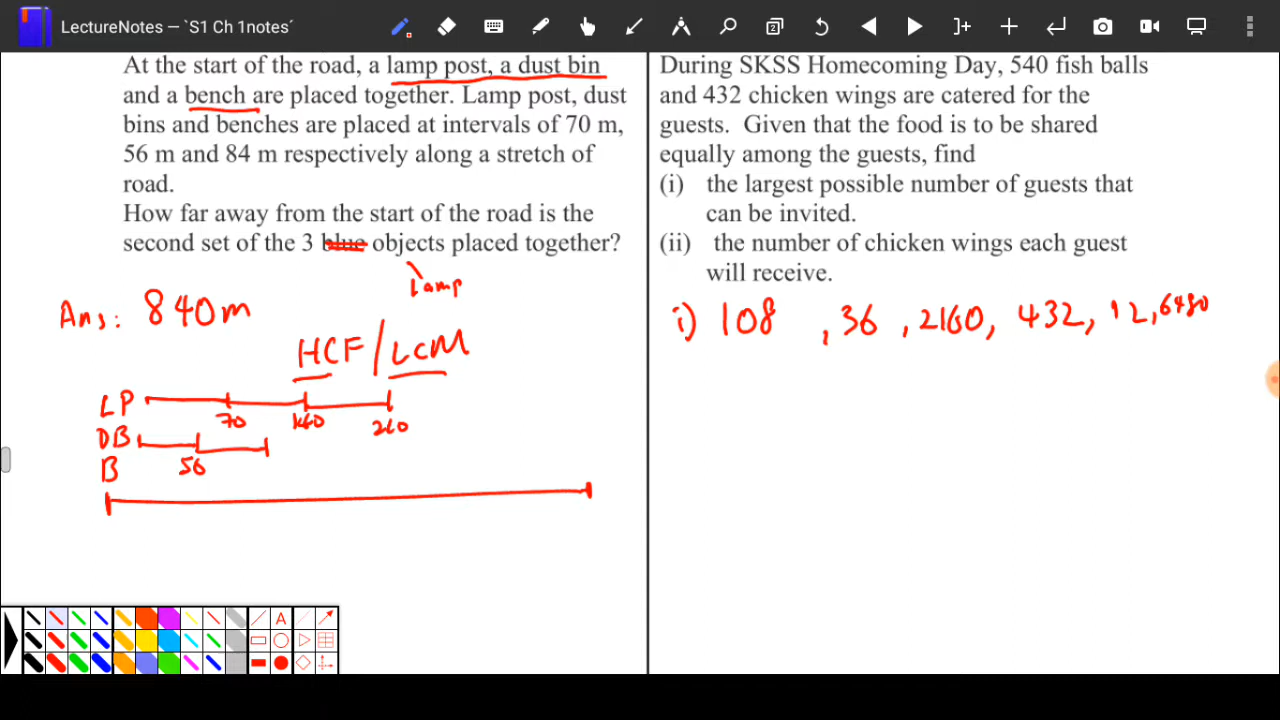 LectureNotes — `S1 Ch 1notes´
At the start of the road, a lamp post, a dust bin
and a bench are placed together. Lamp post, dust
bins and benches are placed at intervals of 70 m,
56 m and 84 m respectively along a stretch of
road.
How far away from the start of the road is the
second set of the 3 blue objects placed together?
lamp
Ans: 840m
HCF / LCM
LP
70 140 210
DB
56
B
During SKSS Homecoming Day, 540 fish balls
and 432 chicken wings are catered for the
guests. Given that the food is to be shared
equally among the guests, find
(i) the largest possible number of guests that
can be invited.
(ii) the number of chicken wings each guest
will receive.
i) 108 , 36 , 2160, 432, 12, 6480
A